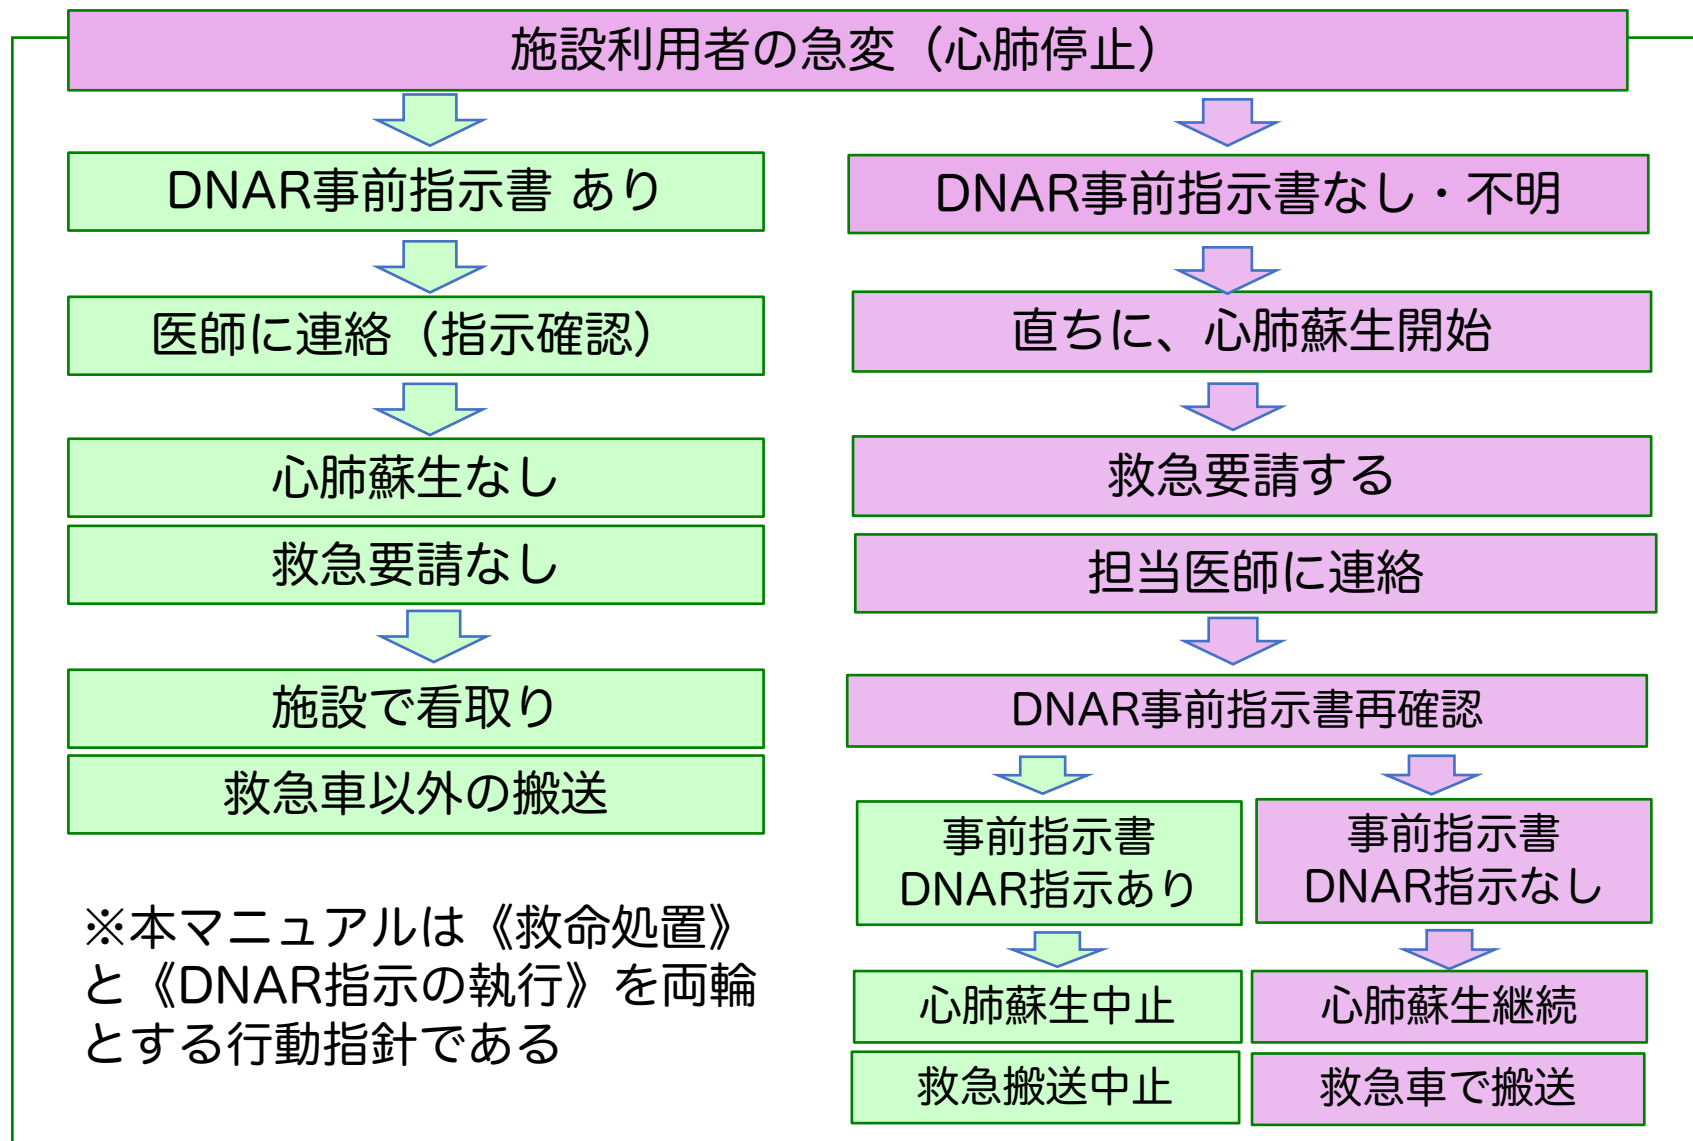 施設利用者の急変（心肺停止）
DNAR事前指示書 あり
医師に連絡（指示確認）
心肺蘇生なし
救急要請なし
施設で看取り
救急車以外の搬送
※本マニュアルは《救命処置》
と《DNAR指示の執行》を両輪
とする行動指針である
DNAR事前指示書なし・不明
直ちに、心肺蘇生開始
救急要請する
担当医師に連絡
DNAR事前指示書再確認
事前指示書
DNAR指示あり
心肺蘇生中止
救急搬送中止
事前指示書
DNAR指示なし
心肺蘇生継続
救急車で搬送